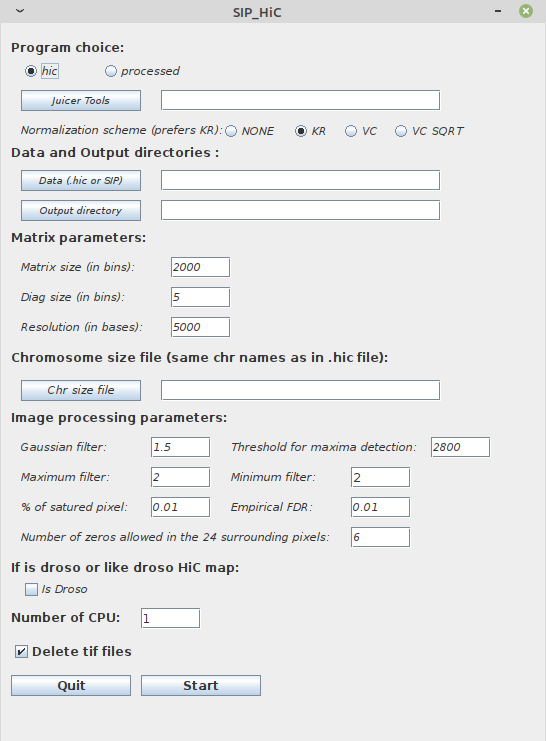 SIP_HiC
Program choice:
hic processed
Juicer Tools
Normalization scheme (prefers KR): NONE KR VC VC SQRT
Data and Output directories :
Data (.hic or SIP)
Output directory
Matrix parameters:
Matrix size (in bins): 2000
Diag size (in bins): 5
Resolution (in bases): 5000
Chromosome size file (same chr names as in .hic file):
Chr size file
Image processing parameters:
Gaussian filter: 1.5 Threshold for maxima detection: 2800
Maximum filter: 2 Minimum filter: 2
% of satured pixel: 0.01 Empirical FDR: 0.01
Number of zeros allowed in the 24 surrounding pixels: 6
If is droso or like droso HiC map:
Is Droso
Number of CPU: 1
Delete tif files
Quit Start